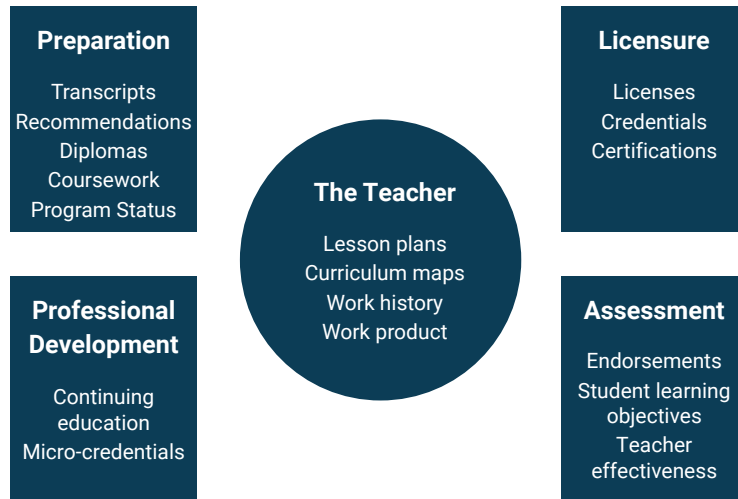 Preparation
Transcripts
Recommendations
Diplomas
Coursework
Program Status
Licensure
Licenses
Credentials
Certifications
The Teacher
Lesson plans
Curriculum maps
Work history
Work product
Professional
Development
Continuing
education
Micro-credentials
Assessment
Endorsements
Student learning
objectives
Teacher
effectiveness